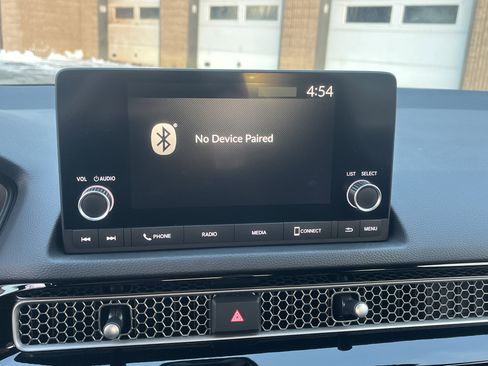 4:54
No Device Paired
VOL AUDIO
LIST SELECT
PHONE RADIO MEDIA CONNECT MENU